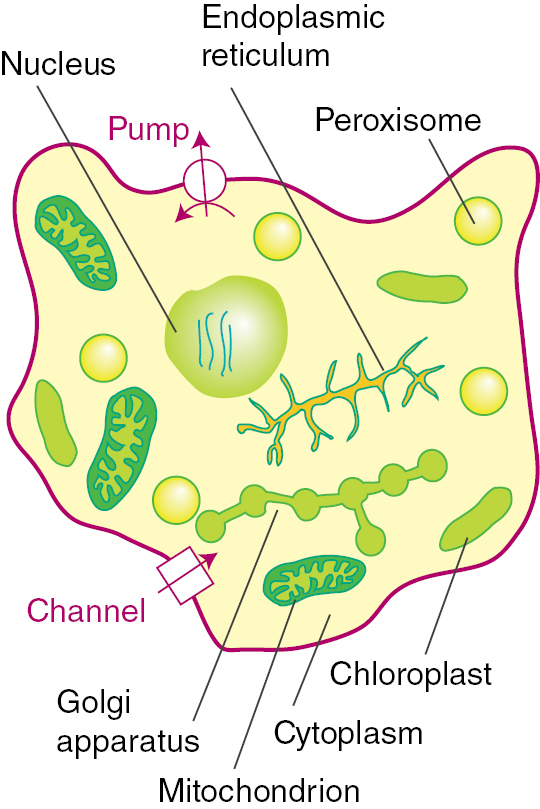 Endoplasmic
reticulum
Nucleus
Pump
Peroxisome
Channel
Chloroplast
Golgi
apparatus
Cytoplasm
Mitochondrion